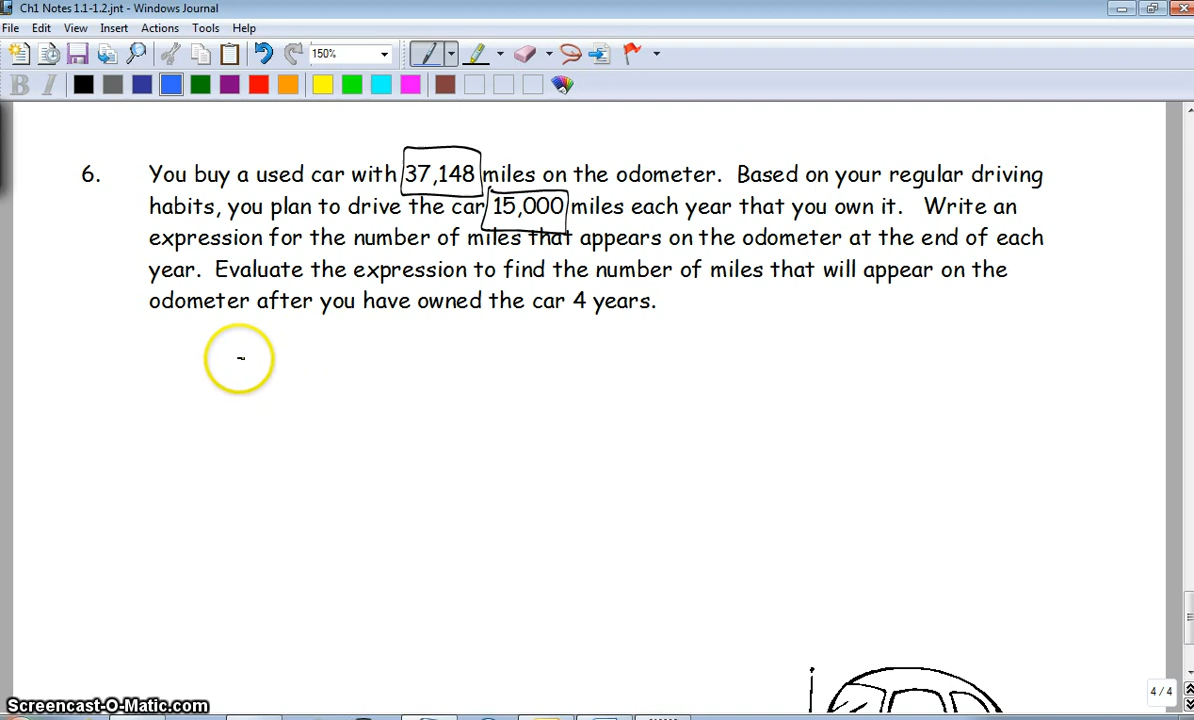 Ch1 Notes 1.1-1.2.jnt - Windows Journal
File Edit View Insert Actions Tools Help
150%
B I
6. You buy a used car with 37,148 miles on the odometer. Based on your regular driving
habits, you plan to drive the car 15,000 miles each year that you own it. Write an
expression for the number of miles that appears on the odometer at the end of each
year. Evaluate the expression to find the number of miles that will appear on the
odometer after you have owned the car 4 years.
4 / 4
Screencast-O-Matic.com